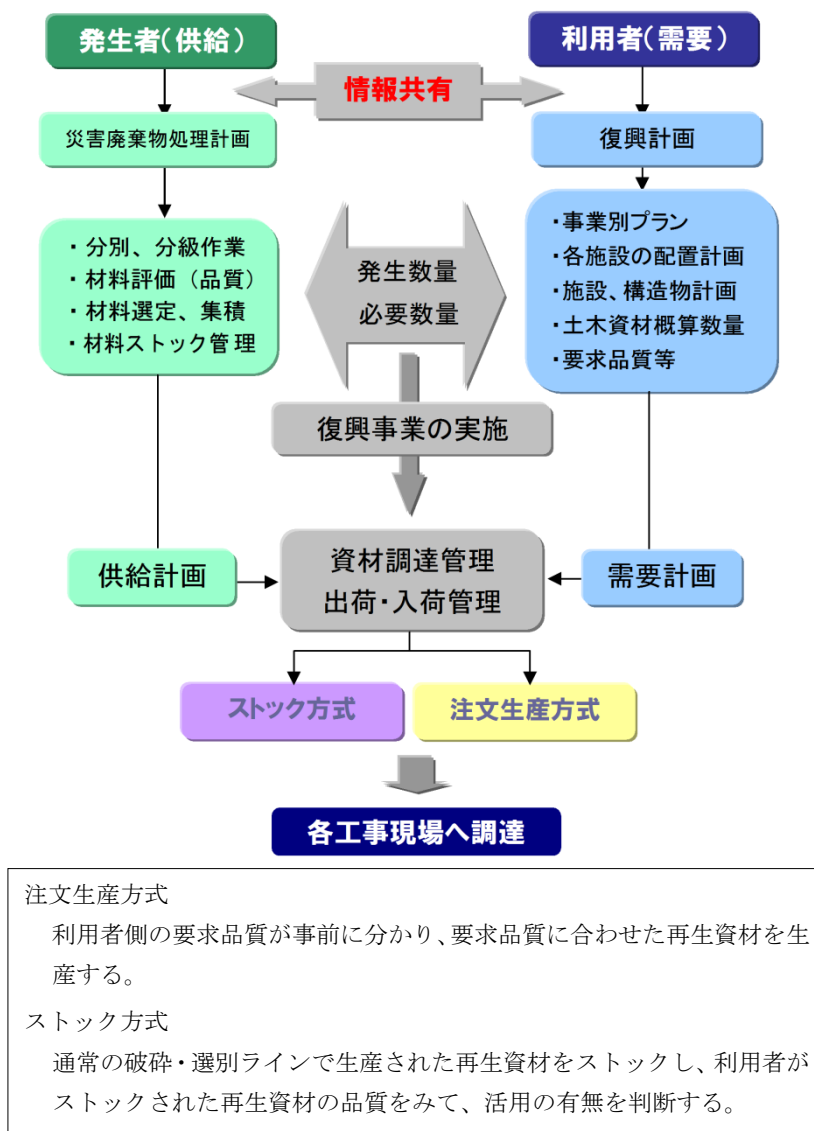 発生者(供給)
利用者(需要)
情報共有
災害廃棄物処理計画
復興計画
・分別、分級作業
・材料評価（品質）
・材料選定、集積
・材料ストック管理
発生数量
必要数量
・事業別プラン
・各施設の配置計画
・施設、構造物計画
・土木資材概算数量
・要求品質等
復興事業の実施
供給計画
資材調達管理
出荷・入荷管理
需要計画
ストック方式
注文生産方式
各工事現場へ調達
注文生産方式
利用者側の要求品質が事前に分かり、要求品質に合わせた再生資材を生
産する。
ストック方式
通常の破砕・選別ラインで生産された再生資材をストックし、利用者が
ストックされた再生資材の品質をみて、活用の有無を判断する。